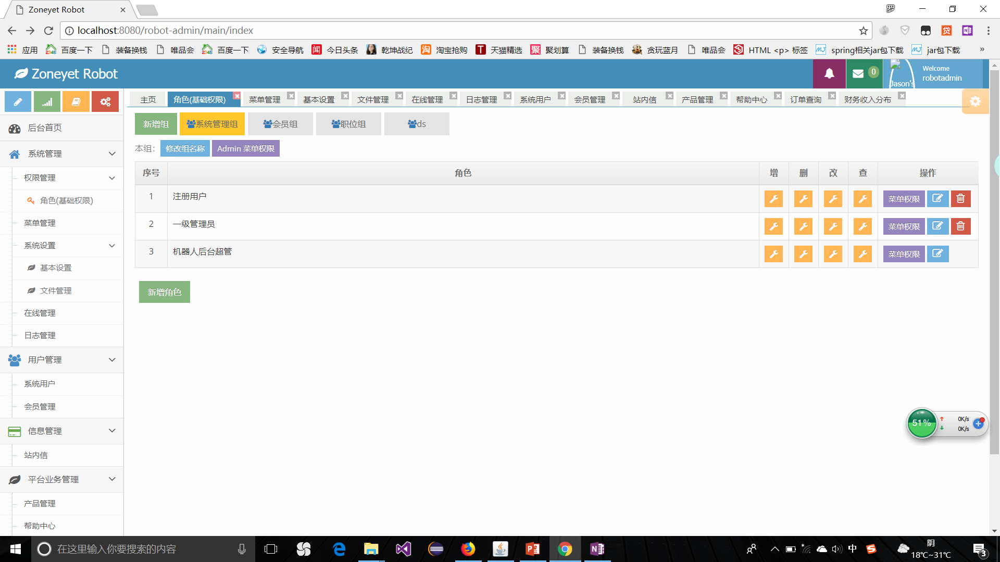 Zoneyet Robot
localhost:8080/robot-admin/main/index
应用 百度一下 装备换钱 唯品会 百度一下 安全导航 闻 今日头条 乾坤战纪 淘 淘宝抢购 T 天猫精选 聚 聚划算 装备换钱 贪玩蓝月 唯品会 HTML <p> 标签 spring相关jar包下载 jar包下载 »
Zoneyet Robot
0
Jason's
Welcome
robotadmin
主页 角色(基础权限) 菜单管理 基本设置 文件管理 在线管理 日志管理 系统用户 会员管理 站内信 产品管理 帮助中心 订单查询 财务收入分布
后台首页
系统管理
权限管理
角色(基础权限)
菜单管理
系统设置
基本设置
文件管理
在线管理
日志管理
用户管理
系统用户
会员管理
信息管理
站内信
平台业务管理
产品管理
帮助中心
新增组 系统管理组 会员组 职位组 ds
本组: 修改组名称 Admin 菜单权限
序号 角色 增 删 改 查 操作
1 注册用户 菜单权限
2 一级管理员 菜单权限
3 机器人后台超管 菜单权限
新增角色
51% 0K/s
0K/s
在这里输入你要搜索的内容
中
阴
18℃~31℃
3